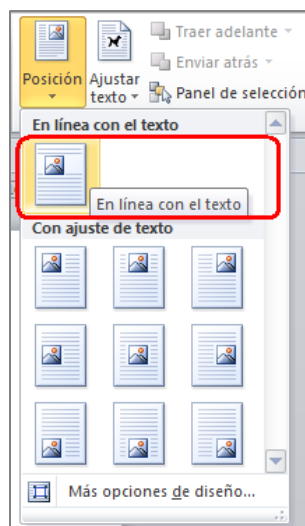 Traer adelante
Enviar atrás
Posición Ajustar
texto Panel de selección
En línea con el texto
En línea con el texto
Con ajuste de texto
Más opciones de diseño...